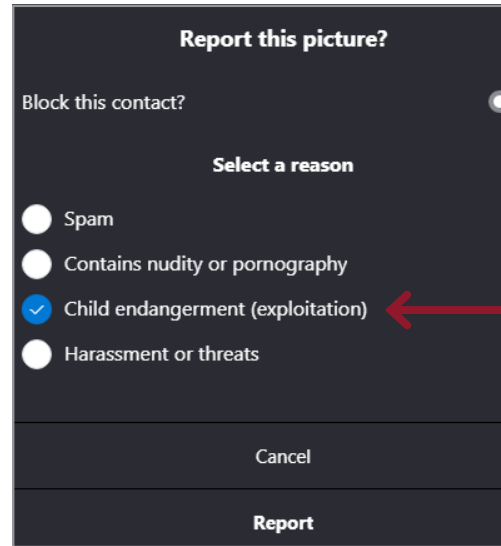 Report this picture?
Block this contact?
Select a reason
Spam
Contains nudity or pornography
Child endangerment (exploitation)
Harassment or threats
Cancel
Report